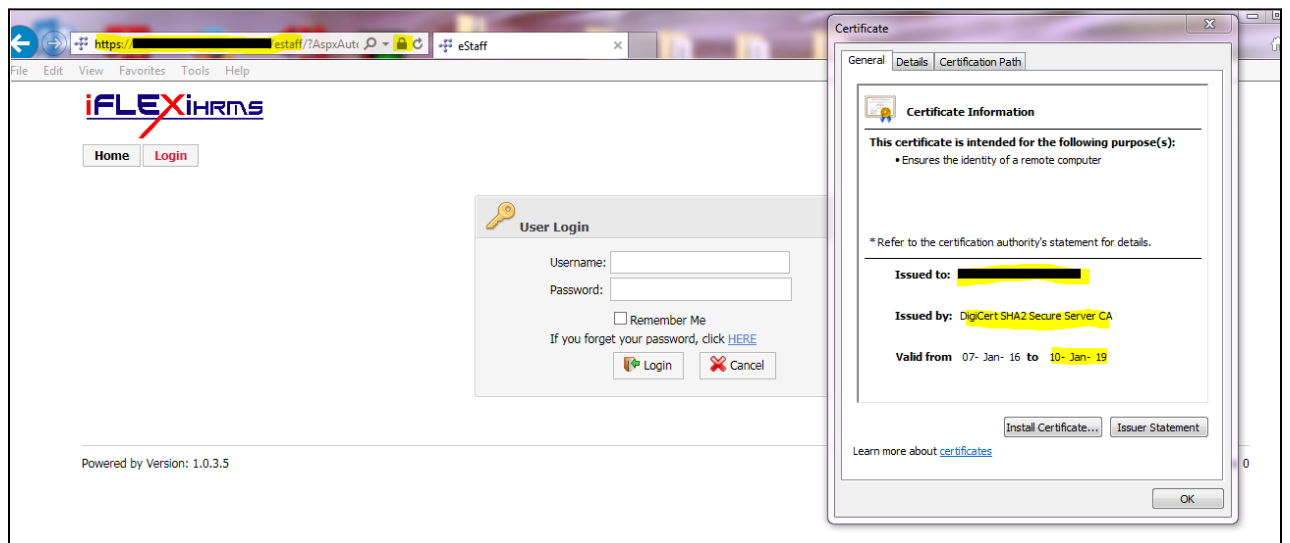 https:// /estaff/?AspxAuto
eStaff
File Edit View Favorites Tools Help
iFLEXiHRMS
Home Login
User Login
Username:
Password:
Remember Me
If you forget your password, click HERE
Login Cancel
Powered by Version: 1.0.3.5
0
Certificate
General Details Certification Path
Certificate Information
This certificate is intended for the following purpose(s):
• Ensures the identity of a remote computer
* Refer to the certification authority's statement for details.
Issued to:
Issued by: DigiCert SHA2 Secure Server CA
Valid from 07- Jan- 16 to 10- Jan- 19
Install Certificate... Issuer Statement
Learn more about certificates
OK